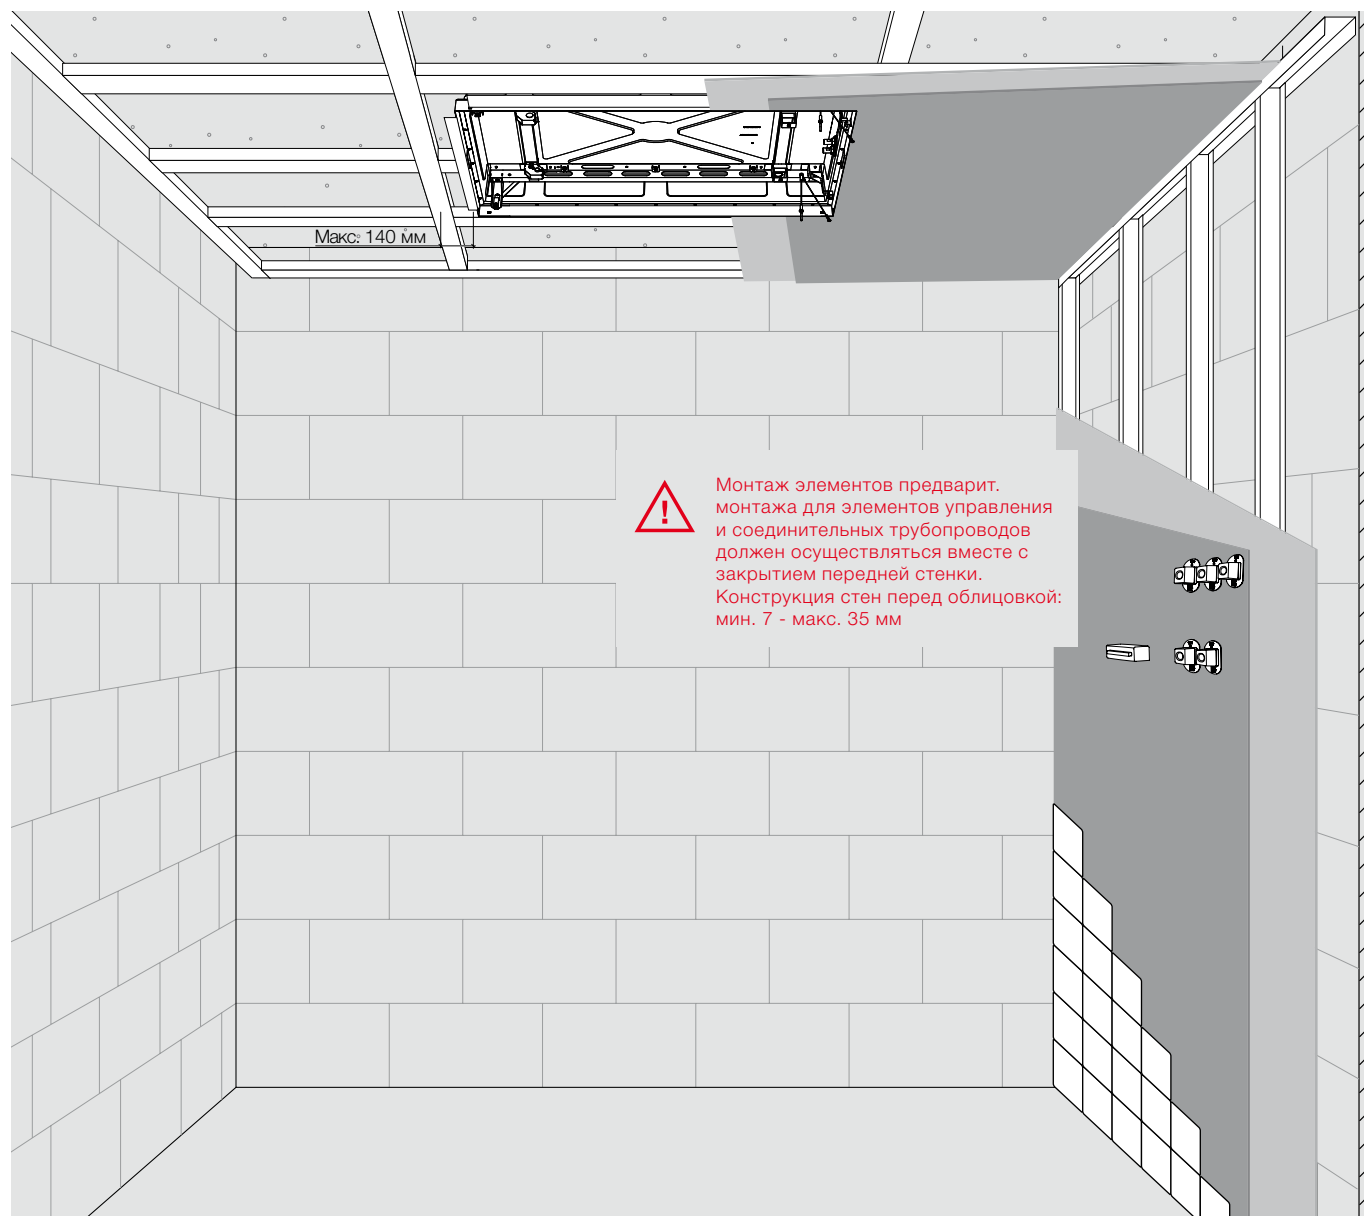 Макс. 140 мм
Монтаж элементов предварит.
монтажа для элементов управления
и соединительных трубопроводов
должен осуществляться вместе с
закрытием передней стенки.
Конструкция стен перед облицовкой:
мин. 7 - макс. 35 мм